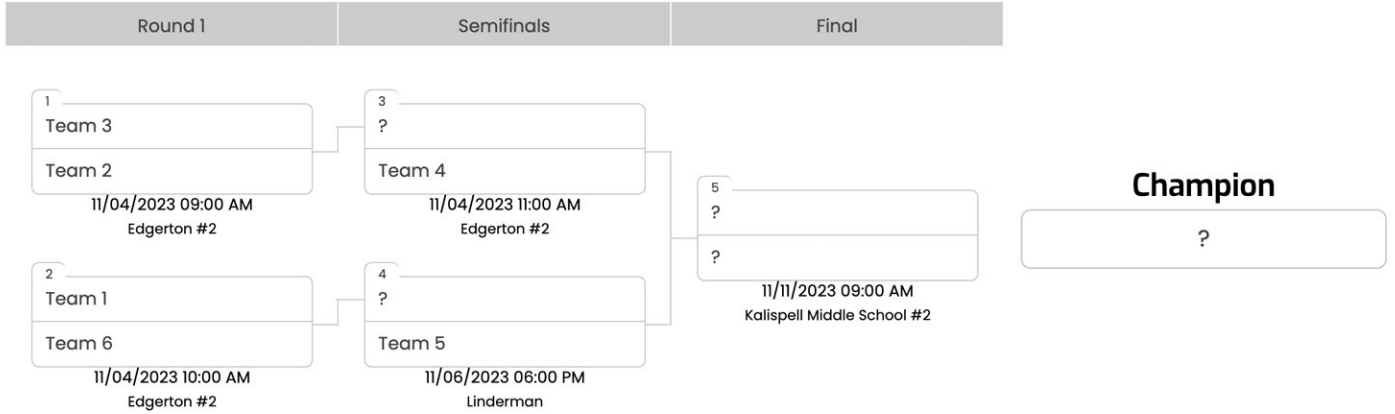 Round 1
Semifinals
Final
1
Team 3
Team 2
11/04/2023 09:00 AM
Edgerton #2
2
Team 1
Team 6
11/04/2023 10:00 AM
Edgerton #2
3
?
Team 4
11/04/2023 11:00 AM
Edgerton #2
4
?
Team 5
11/06/2023 06:00 PM
Linderman
5
?
?
11/11/2023 09:00 AM
Kalispell Middle School #2
Champion
?